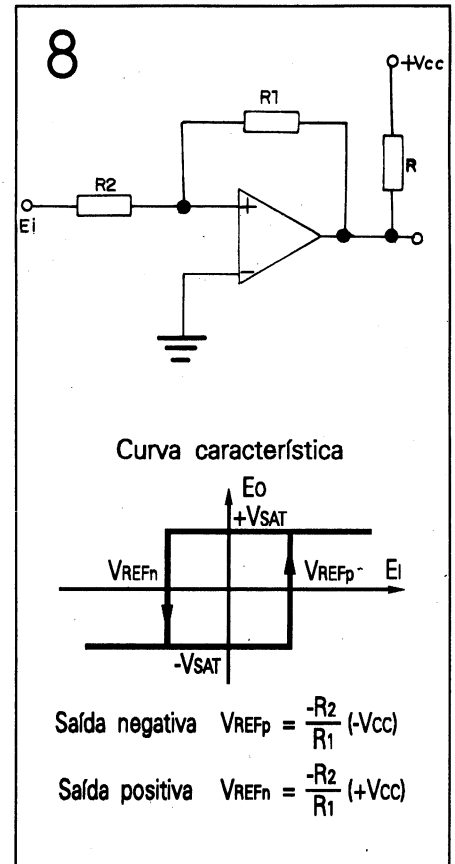 8
+Vcc
R1
R
R2
Ei
+
−
Curva característica
Eo
+VSAT
VREFn
VREFp
EI
-VSAT
Saída negativa VREFp = -R2/R1 (-Vcc)
Saída positiva VREFn = -R2/R1 (+Vcc)